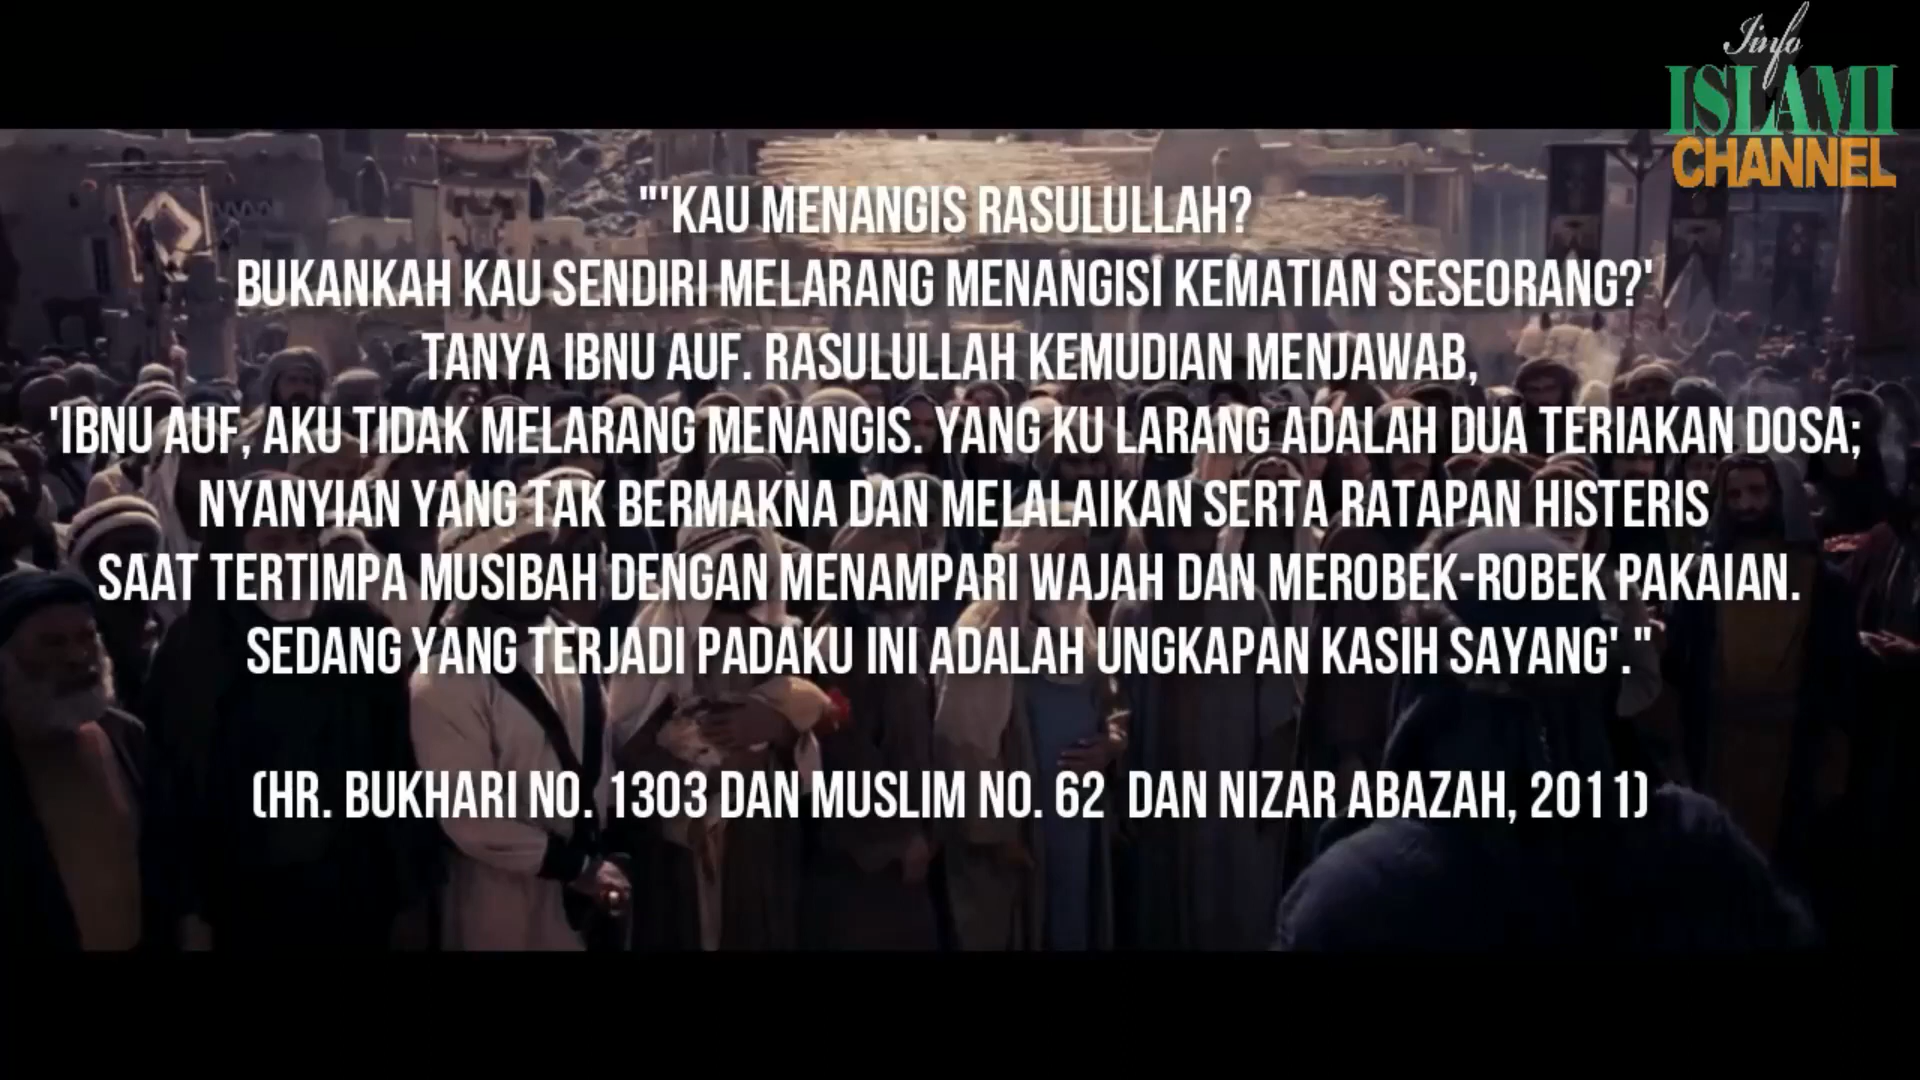 Iinfo
ISLAMI
CHANNEL
"'KAU MENANGIS RASULULLAH?
BUKANKAH KAU SENDIRI MELARANG MENANGISI KEMATIAN SESEORANG?'
TANYA IBNU AUF. RASULULLAH KEMUDIAN MENJAWAB,
'IBNU AUF, AKU TIDAK MELARANG MENANGIS. YANG KU LARANG ADALAH DUA TERIAKAN DOSA;
NYANYIAN YANG TAK BERMAKNA DAN MELALAIKAN SERTA RATAPAN HISTERIS
SAAT TERTIMPA MUSIBAH DENGAN MENAMPARI WAJAH DAN MEROBEK-ROBEK PAKAIAN.
SEDANG YANG TERJADI PADAKU INI ADALAH UNGKAPAN KASIH SAYANG'."
(HR. BUKHARI NO. 1303 DAN MUSLIM NO. 62 DAN NIZAR ABAZAH, 2011)